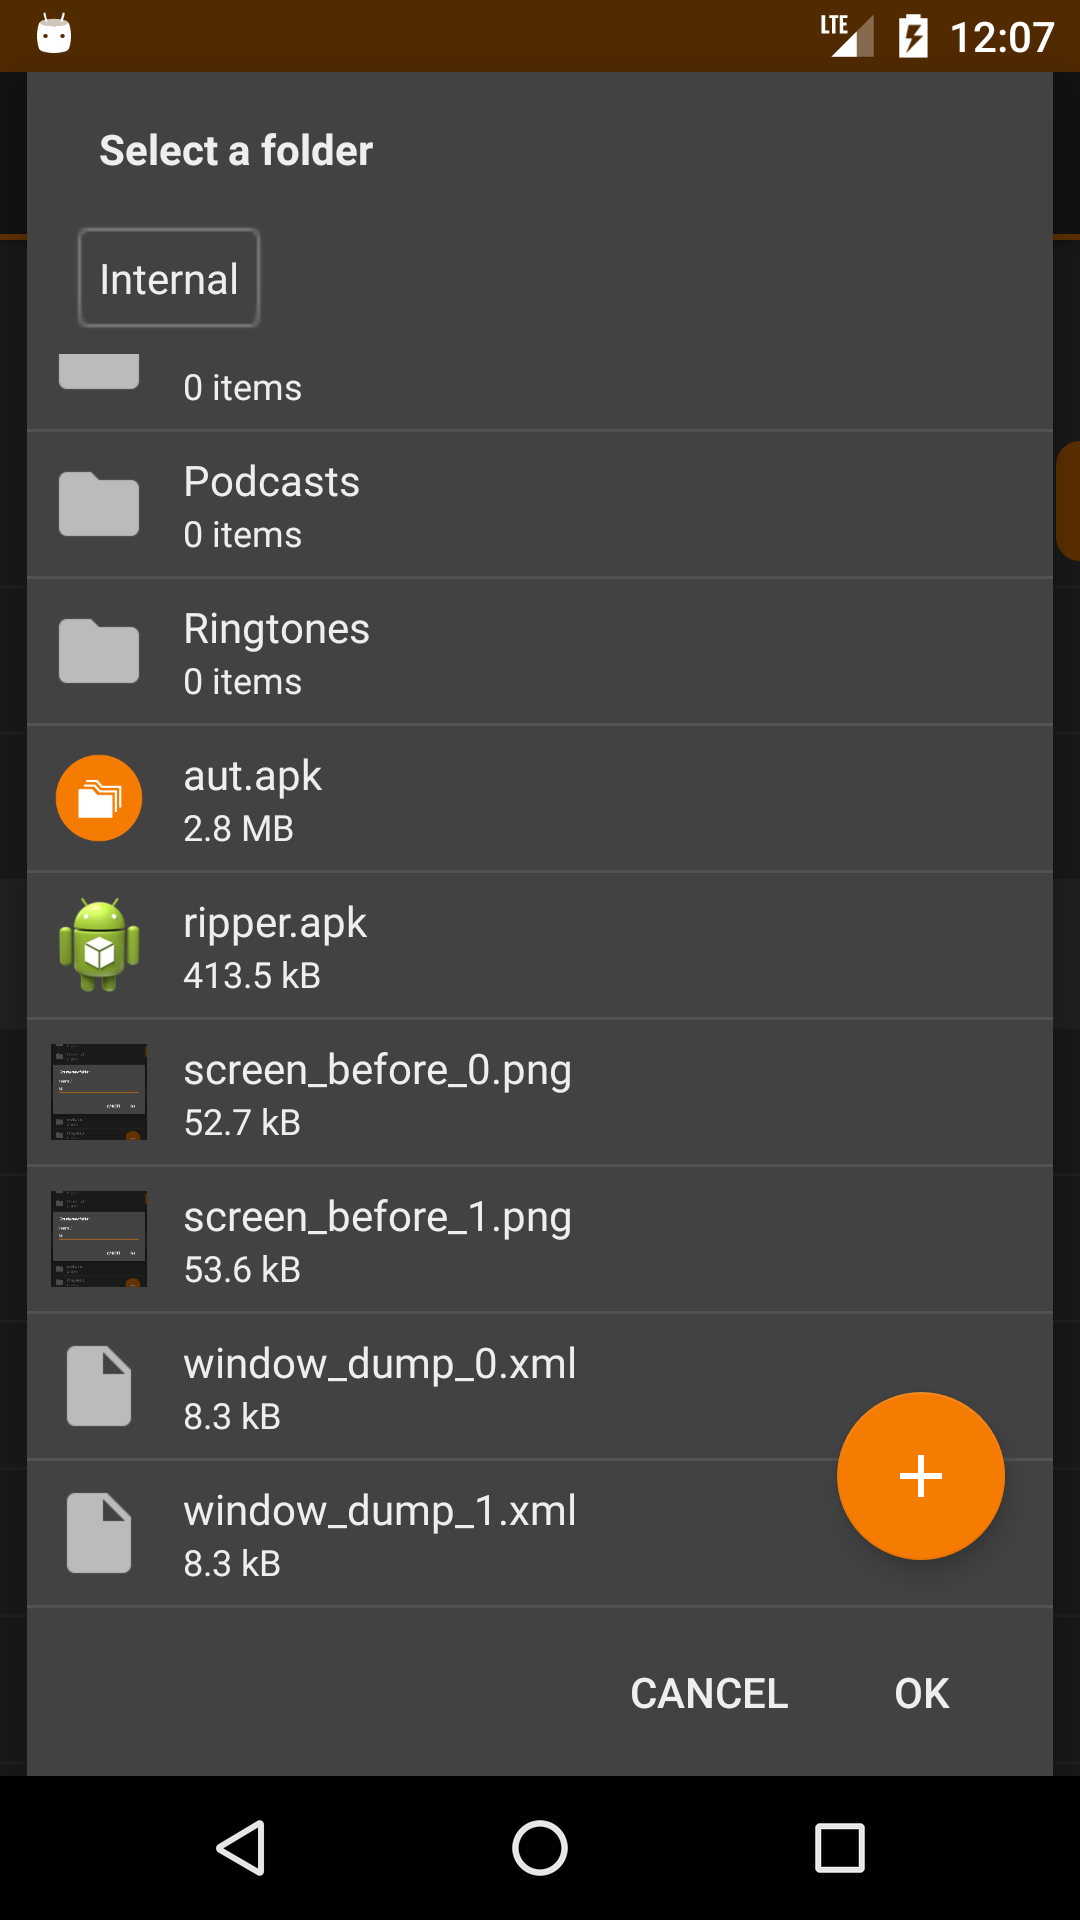 LTE 12:07
Select a folder
Internal
0 items
Podcasts
0 items
Ringtones
0 items
aut.apk
2.8 MB
ripper.apk
413.5 kB
screen_before_0.png
52.7 kB
screen_before_1.png
53.6 kB
window_dump_0.xml
8.3 kB
window_dump_1.xml
8.3 kB
CANCEL OK